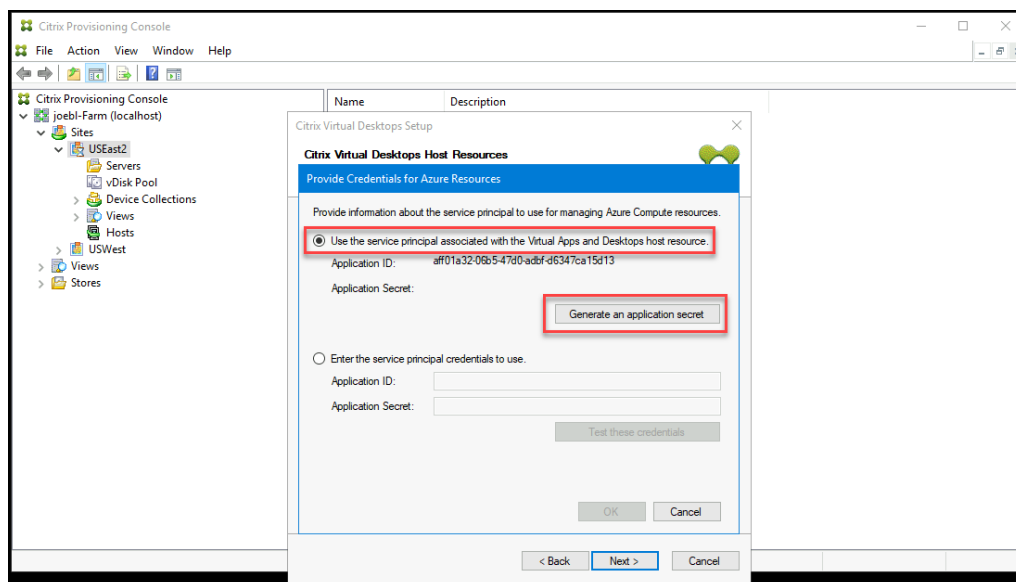 Citrix Provisioning Console
File Action View Window Help
Citrix Provisioning Console
joebl-Farm (localhost)
Sites
USEast2
Servers
vDisk Pool
Device Collections
Views
Hosts
USWest
Views
Stores
Name Description
Citrix Virtual Desktops Setup
Citrix Virtual Desktops Host Resources
Provide Credentials for Azure Resources
Provide information about the service principal to use for managing Azure Compute resources.
Use the service principal associated with the Virtual Apps and Desktops host resource.
Application ID: aff01a32-06b5-47d0-adbf-d6347ca15d13
Application Secret:
Generate an application secret
Enter the service principal credentials to use.
Application ID:
Application Secret:
Test these credentials
OK Cancel
< Back Next > Cancel